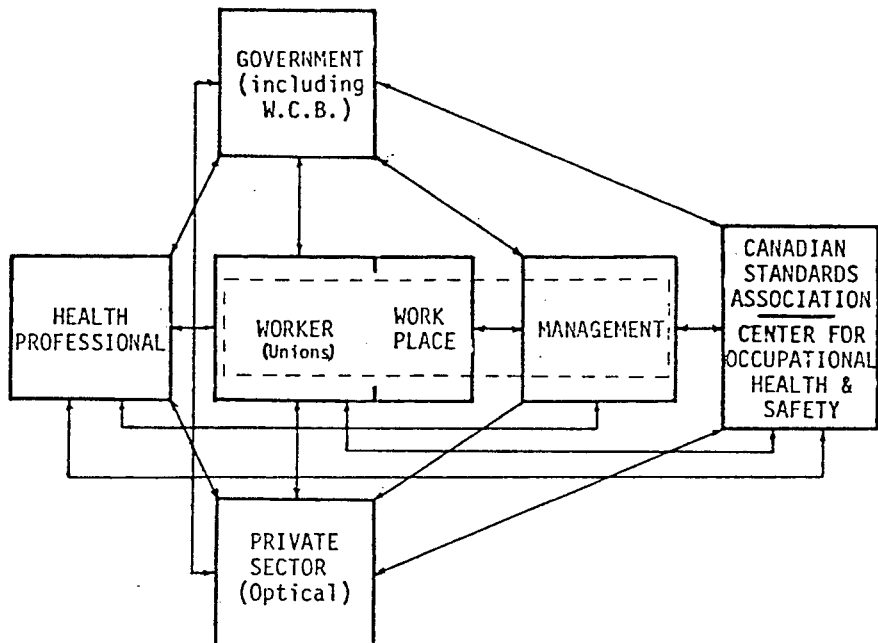 GOVERNMENT
(including
W.C.B.)
HEALTH
PROFESSIONAL
WORKER
(Unions)
WORK
PLACE
MANAGEMENT
CANADIAN
STANDARDS
ASSOCIATION
CENTER FOR
OCCUPATIONAL
HEALTH &
SAFETY
PRIVATE
SECTOR
(Optical)